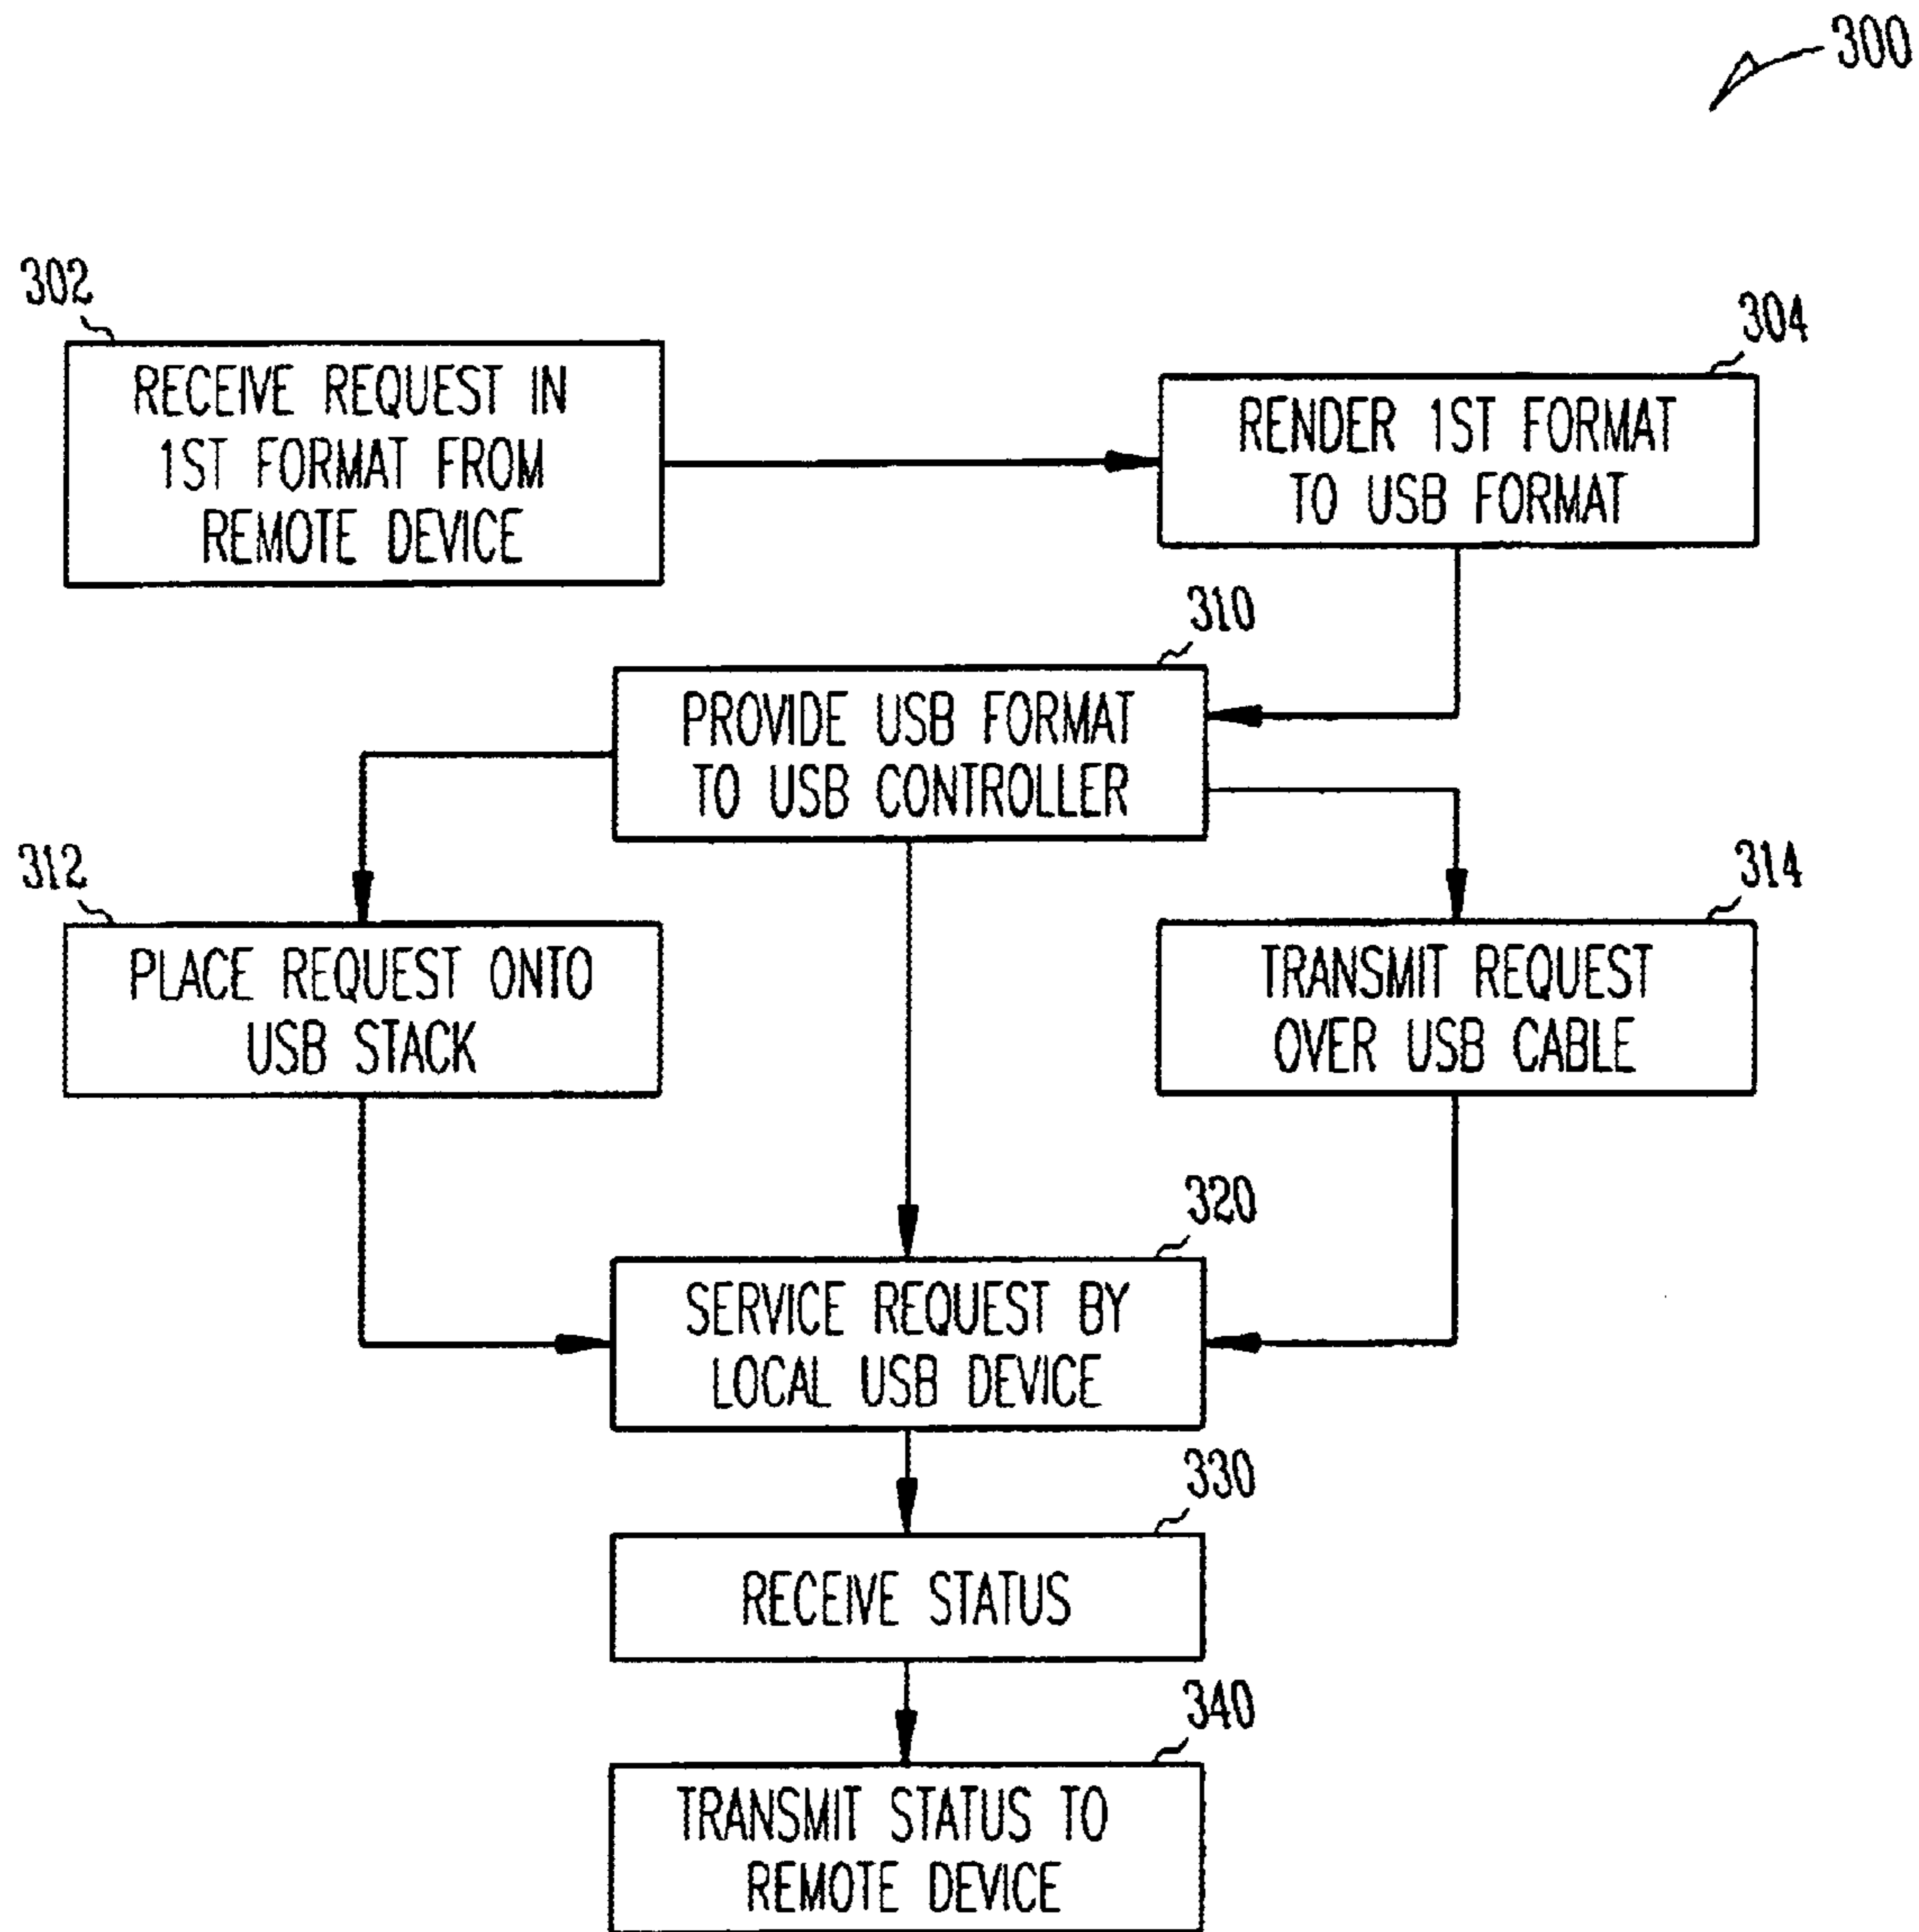 300
302
RECEIVE REQUEST IN
1ST FORMAT FROM
REMOTE DEVICE
304
RENDER 1ST FORMAT
TO USB FORMAT
310
PROVIDE USB FORMAT
TO USB CONTROLLER
312
PLACE REQUEST ONTO
USB STACK
314
TRANSMIT REQUEST
OVER USB CABLE
320
SERVICE REQUEST BY
LOCAL USB DEVICE
330
RECEIVE STATUS
340
TRANSMIT STATUS TO
REMOTE DEVICE